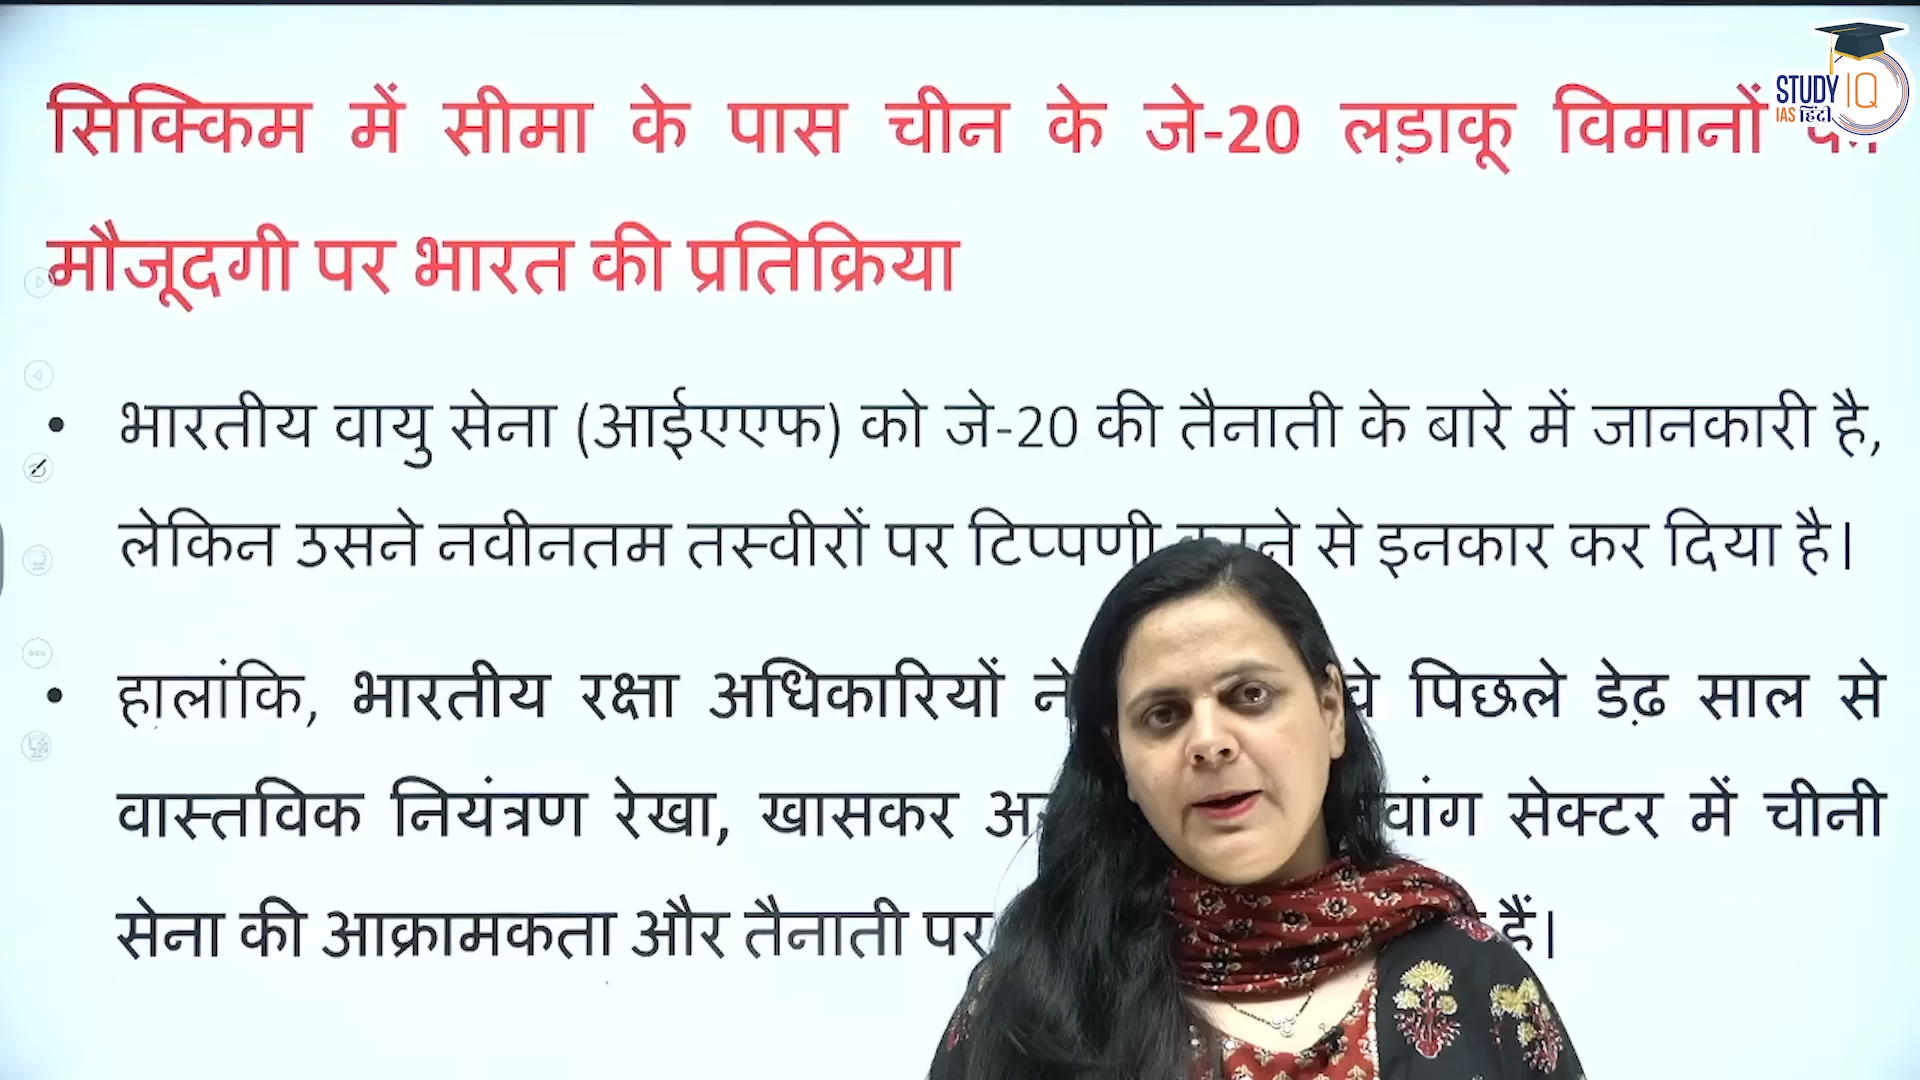 STUDY IQ
IAS हिंदी
सिक्किम में सीमा के पास चीन के जे-20 लड़ाकू विमानों
मौजूदगी पर भारत की प्रतिक्रिया
• भारतीय वायु सेना (आईएएफ) को जे-20 की तैनाती के बारे में जानकारी है,
लेकिन उसने नवीनतम तस्वीरों पर टिप्पणी से इनकार कर दिया है।
• हालांकि, भारतीय रक्षा अधिकारियों ने पिछले डेढ़ साल से
वास्तविक नियंत्रण रेखा, खासकर सेक्टर में चीनी
सेना की आक्रामकता और तैनाती पर हैं।